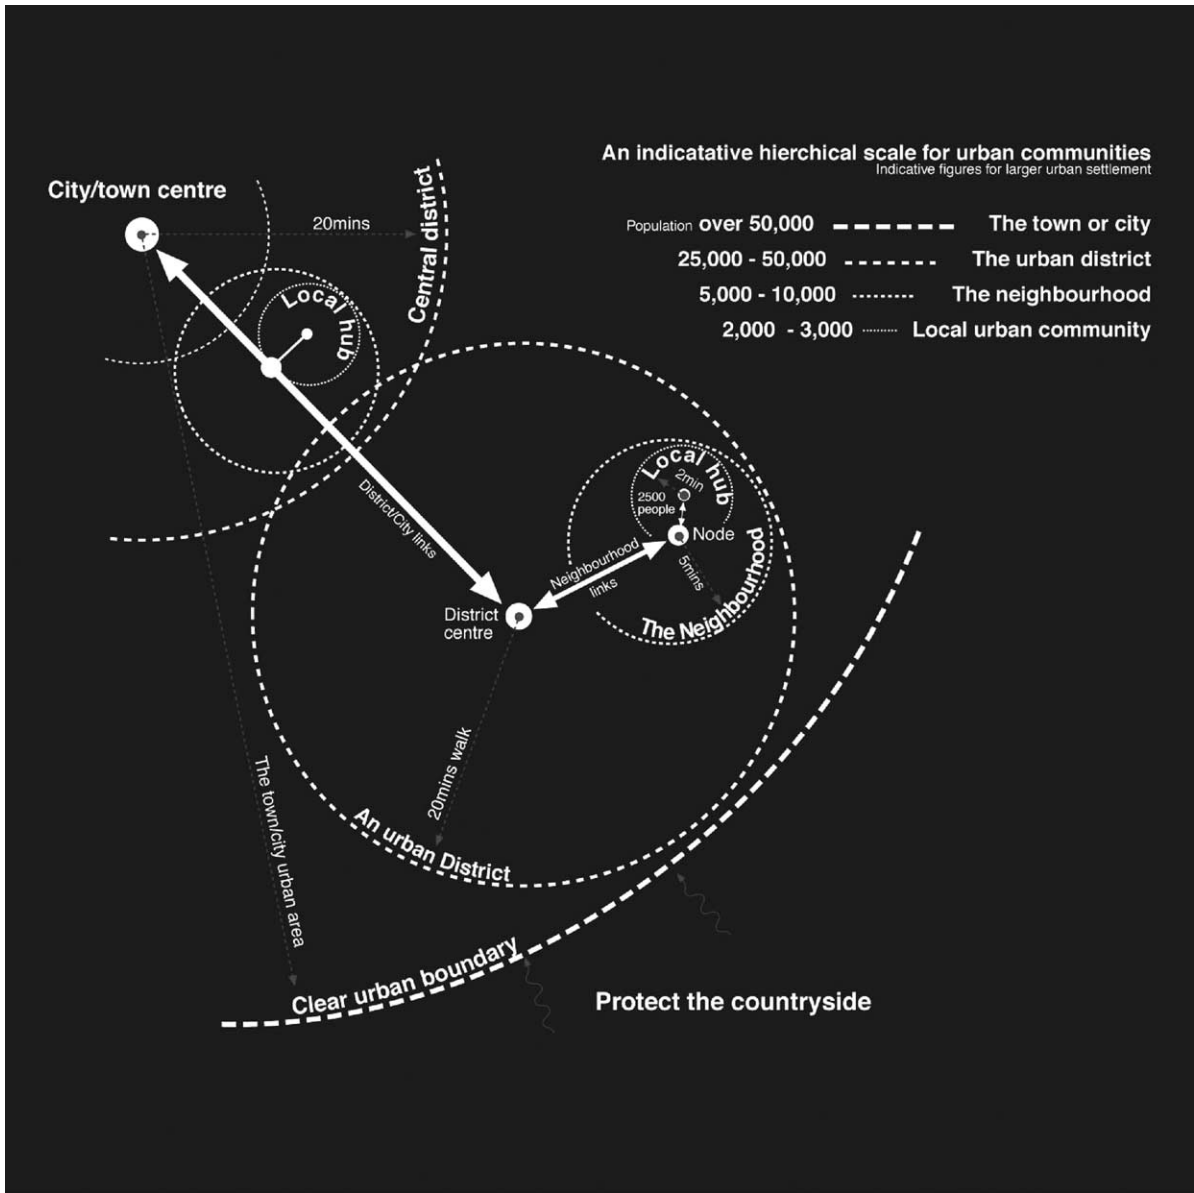 An indicatative hierchical scale for urban communities
Indicative figures for larger urban settlement
Population over 50,000 The town or city
25,000 - 50,000 The urban district
5,000 - 10,000 The neighbourhood
2,000 - 3,000 Local urban community
City/town centre
20mins
Central district
Local hub
District/City links
Local hub
2min
2500
people
Node
5mins
The Neighbourhood
Neighbourhood
links
District
centre
20mins walk
An urban District
The town/city urban area
Clear urban boundary
Protect the countryside